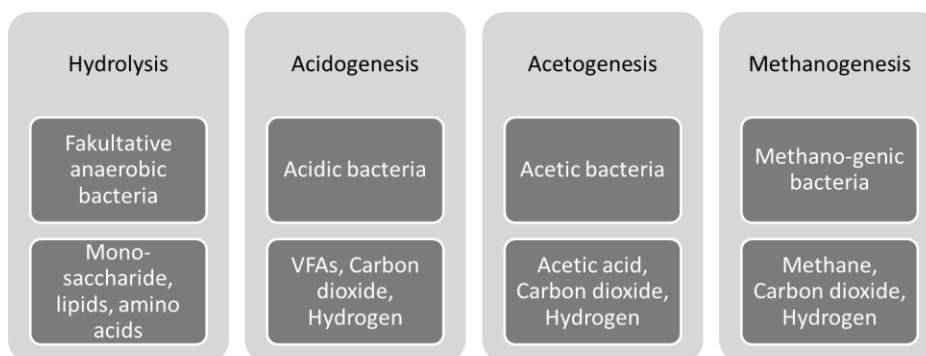 Hydrolysis
Fakultative
anaerobic
bacteria
Mono-
saccharide,
lipids, amino
acids
Acidogenesis
Acidic bacteria
VFAs, Carbon
dioxide,
Hydrogen
Acetogenesis
Acetic bacteria
Acetic acid,
Carbon dioxide,
Hydrogen
Methanogenesis
Methano-genic
bacteria
Methane,
Carbon dioxide,
Hydrogen